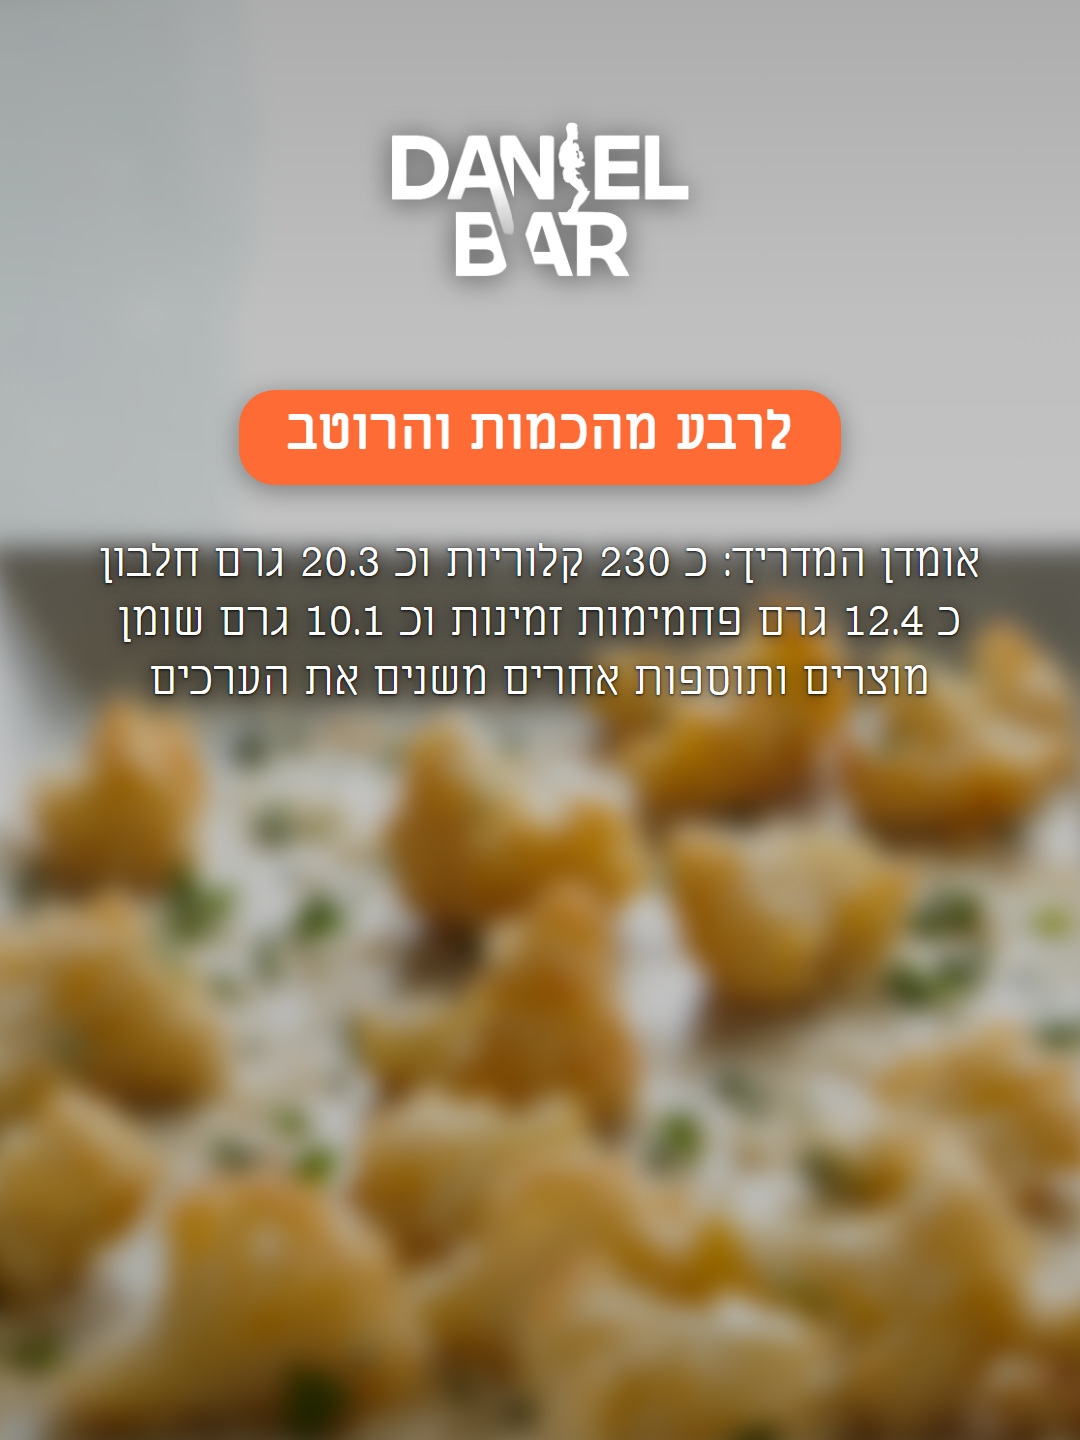 DANIEL
BAR
לרבע מהכמות והרוטב
אומדן המדריך: כ 230 קלוריות וכ 20.3 גרם חלבון
כ 12.4 גרם פחמימות זמינות וכ 10.1 גרם שומן
מוצרים ותוספות אחרים משנים את הערכים